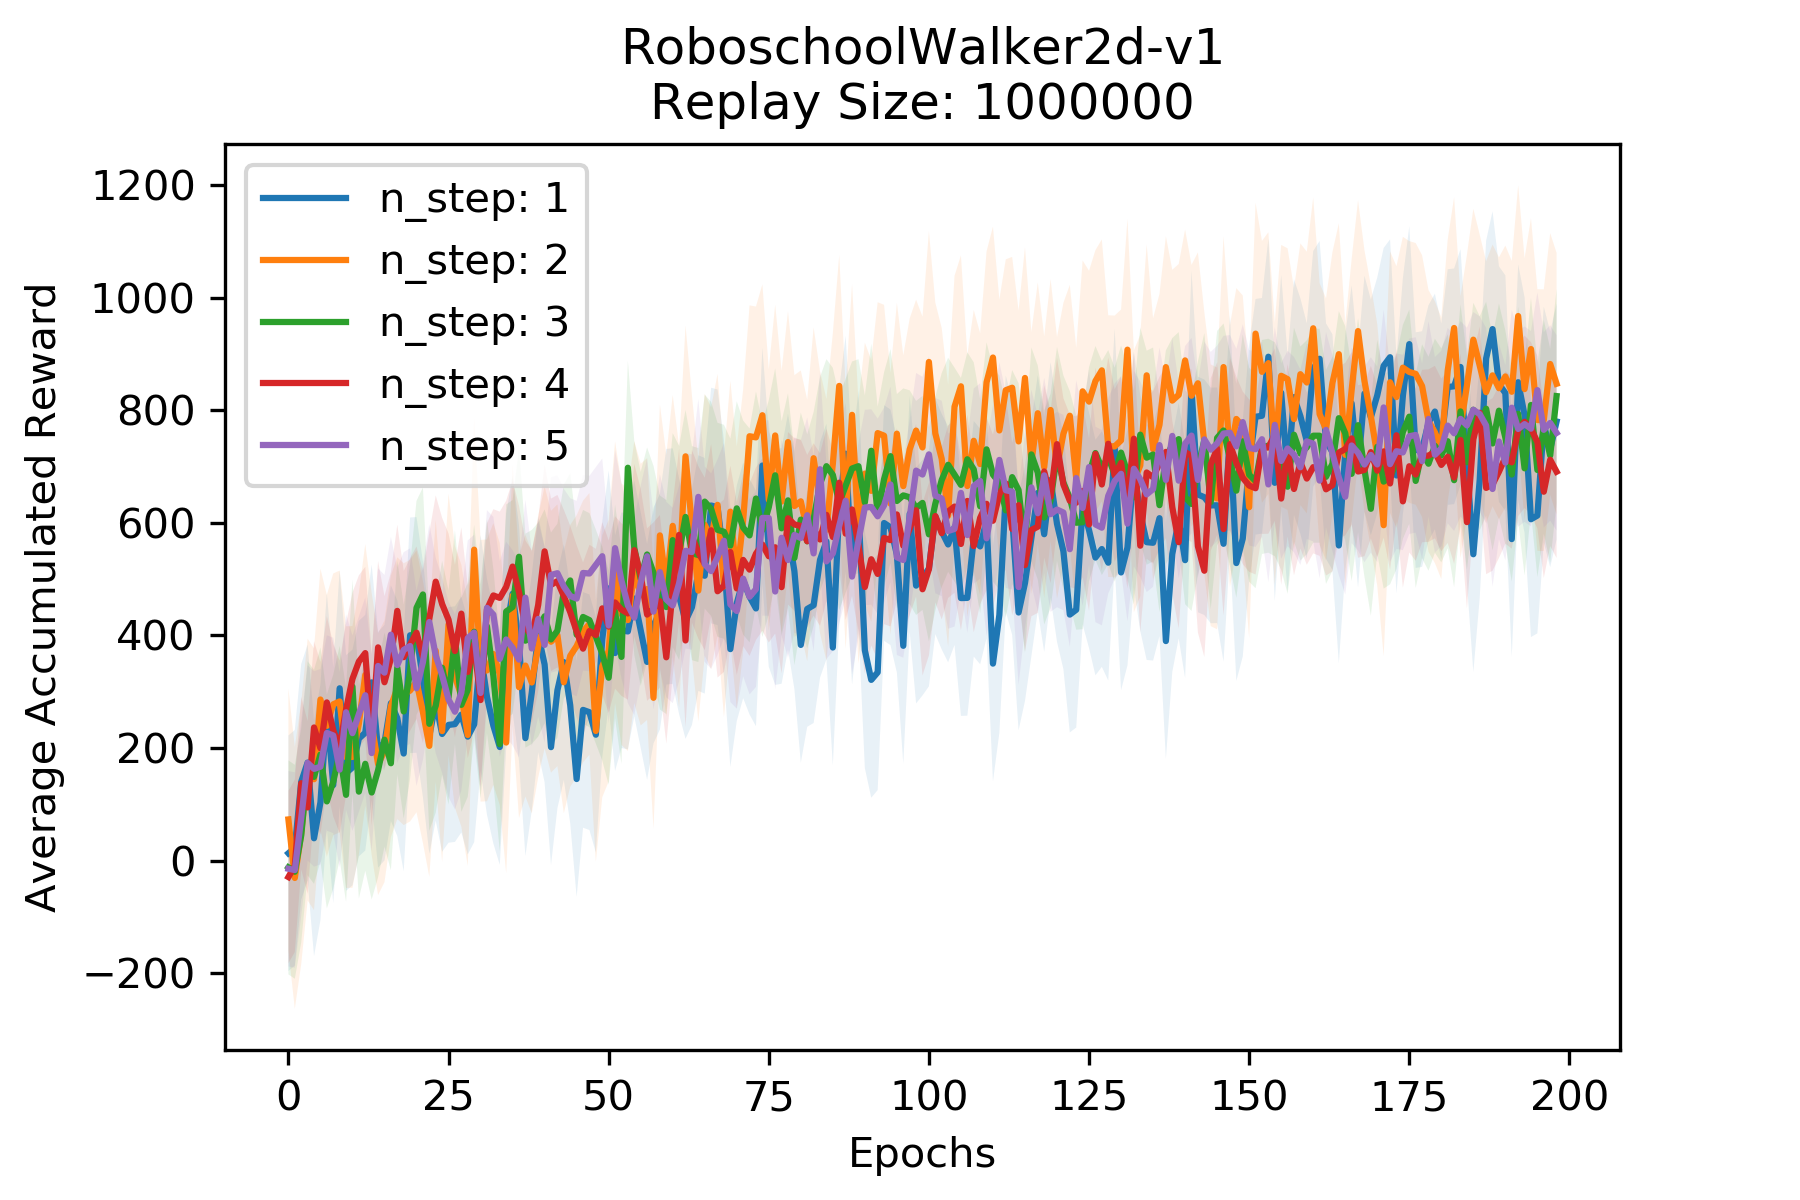 RoboschoolWalker2d-v1
Replay Size: 1000000
Average Accumulated Reward
1200
1000
800
600
400
200
0
−200
n_step: 1
n_step: 2
n_step: 3
n_step: 4
n_step: 5
0 25 50 75 100 125 150 175 200
Epochs